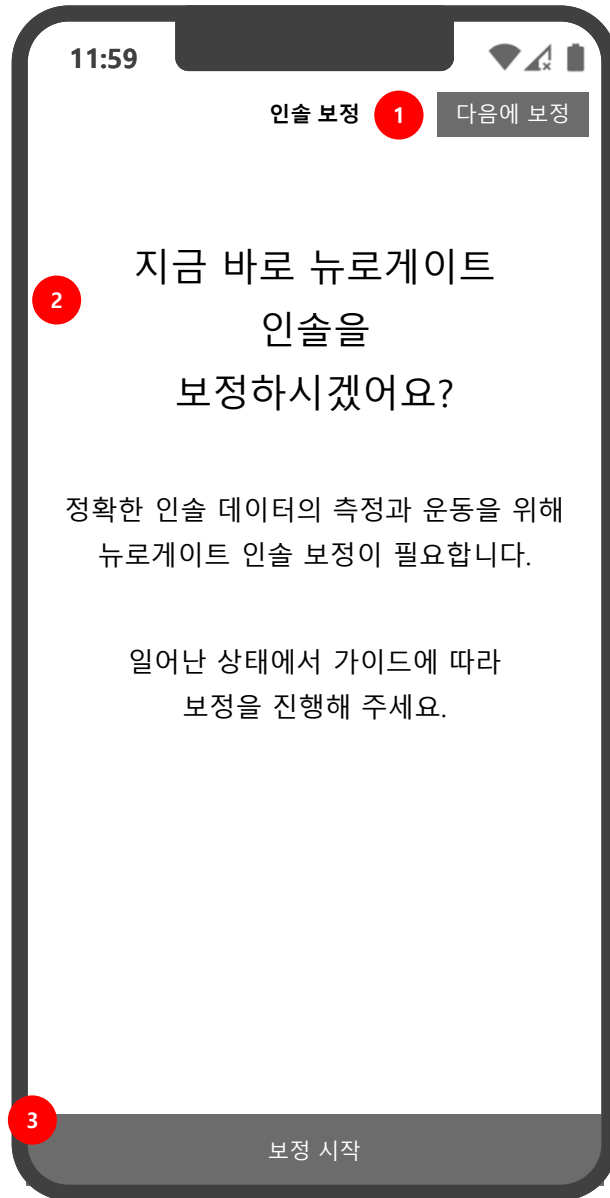 11:59
인솔 보정
1
다음에 보정
지금 바로 뉴로게이트
2
인솔을
보정하시겠어요?
정확한 인솔 데이터의 측정과 운동을 위해
뉴로게이트 인솔 보정이 필요합니다.
일어난 상태에서 가이드에 따라
보정을 진행해 주세요.
3
보정 시작